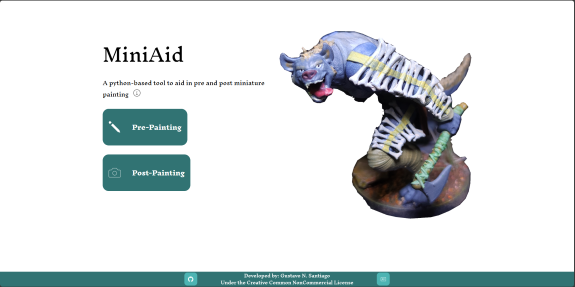 MiniAid
A python-based tool to aid in pre and post miniature
painting
Pre-Painting
Post-Painting
Developed by: Gustavo N. Santiago
Under the Creative Common NonCommercial License